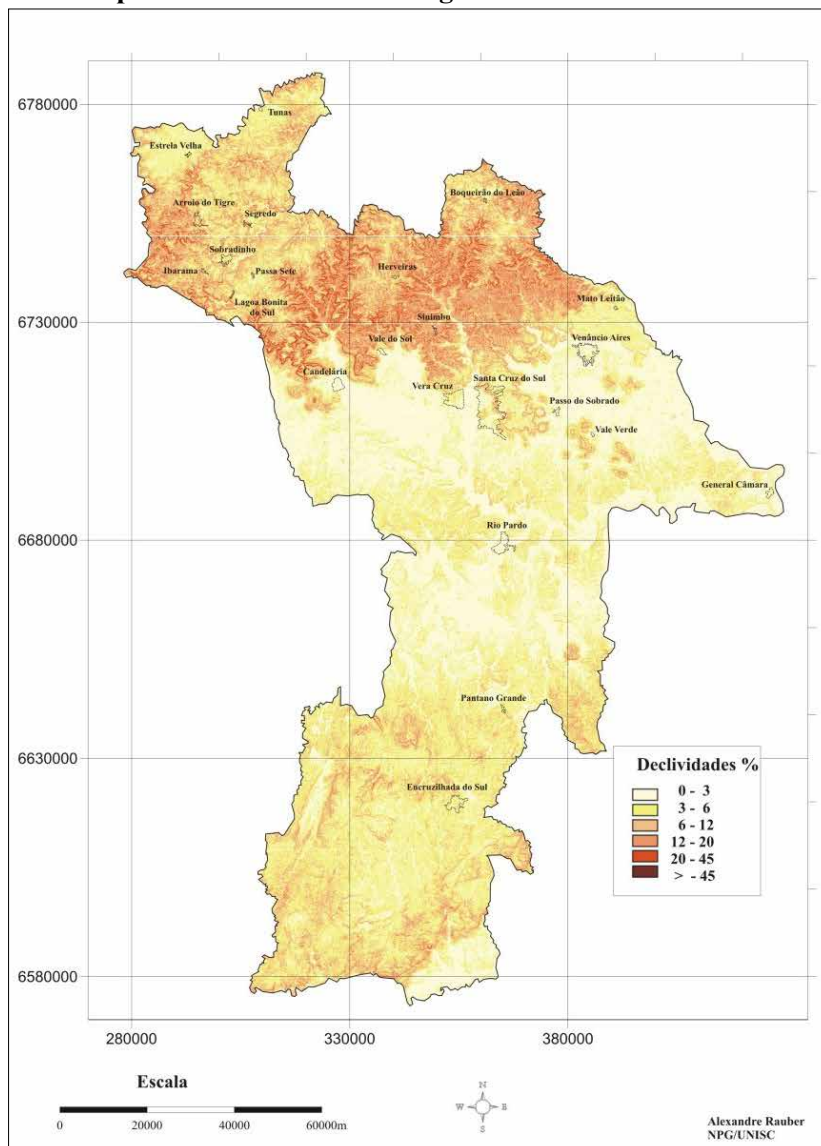 6780000
Tunas
Estrela Velha
Boqueirão do Leão
Arroio do Tigre
Segredo
Sobradinho
Ibarama
Passa Sete
Herveiras
Lagoa Bonita
do Sul
Mato Leitão
6730000
Sinimbu
Vale do Sol
Venâncio Aires
Candelária
Vera Cruz
Santa Cruz do Sul
Passo do Sobrado
Vale Verde
General Câmara
6680000
Rio Pardo
Pantano Grande
6630000
Encruzilhada do Sul
Declividades %
0 - 3
3 - 6
6 - 12
12 - 20
20 - 45
> - 45
6580000
280000
330000
380000
Escala
0
20000
40000
60000m
N
W
E
S
Alexandre Rauber
NPG/UNISC